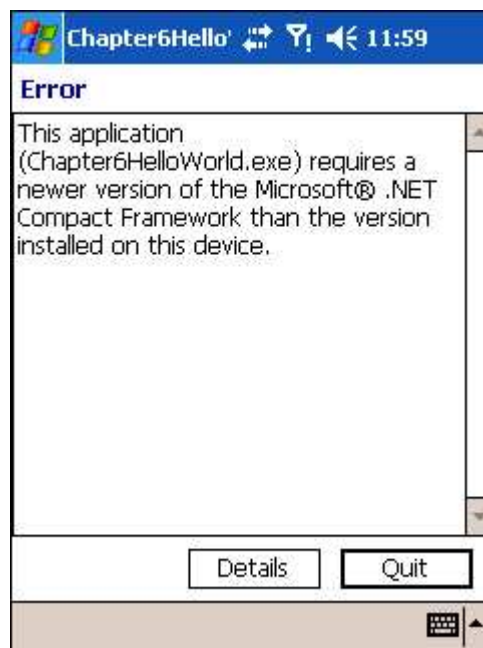 Chapter6Hello' 11:59
Error
This application
(Chapter6HelloWorld.exe) requires a
newer version of the Microsoft® .NET
Compact Framework than the version
installed on this device.
Details Quit